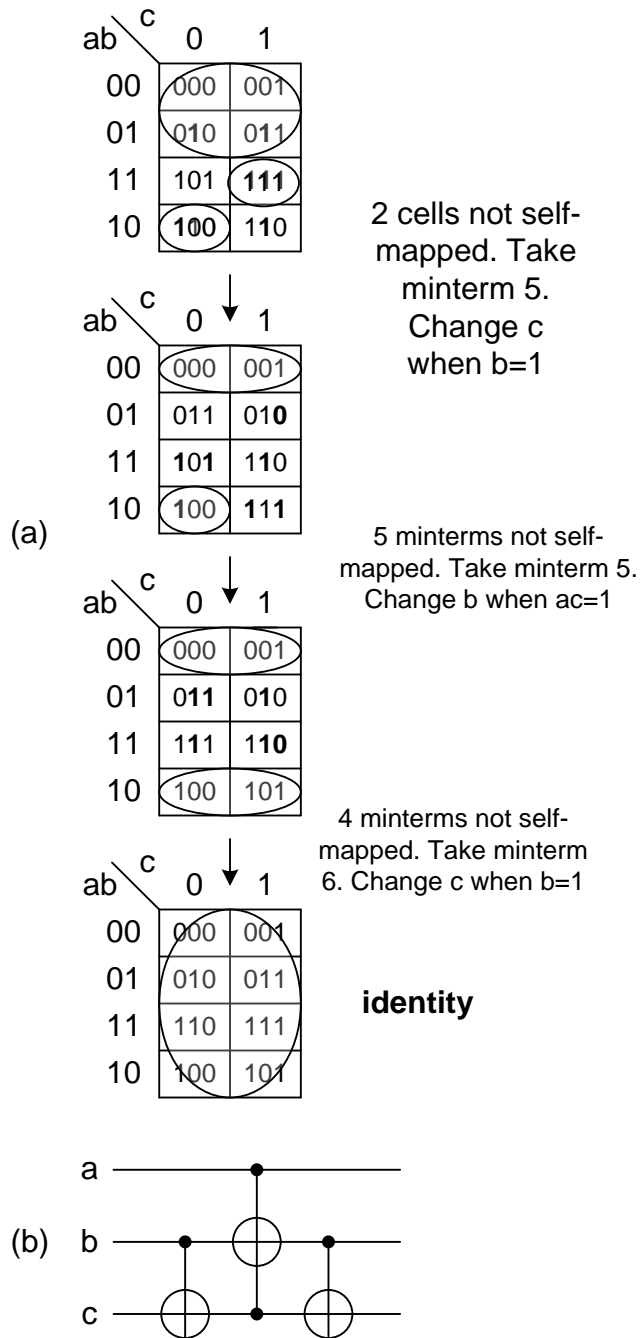 c
ab 0 1
00 000 001
01 010 011
11 101 111
10 100 110
2 cells not self-
mapped. Take
minterm 5.
Change c
when b=1
c
ab 0 1
00 000 001
01 011 010
11 101 110
10 100 111
(a)
5 minterms not self-
mapped. Take minterm 5.
Change b when ac=1
c
ab 0 1
00 000 001
01 011 010
11 111 110
10 100 101
4 minterms not self-
mapped. Take minterm
6. Change c when b=1
c
ab 0 1
00 000 001
01 010 011
11 110 111
10 100 101
identity
a
(b) b
c